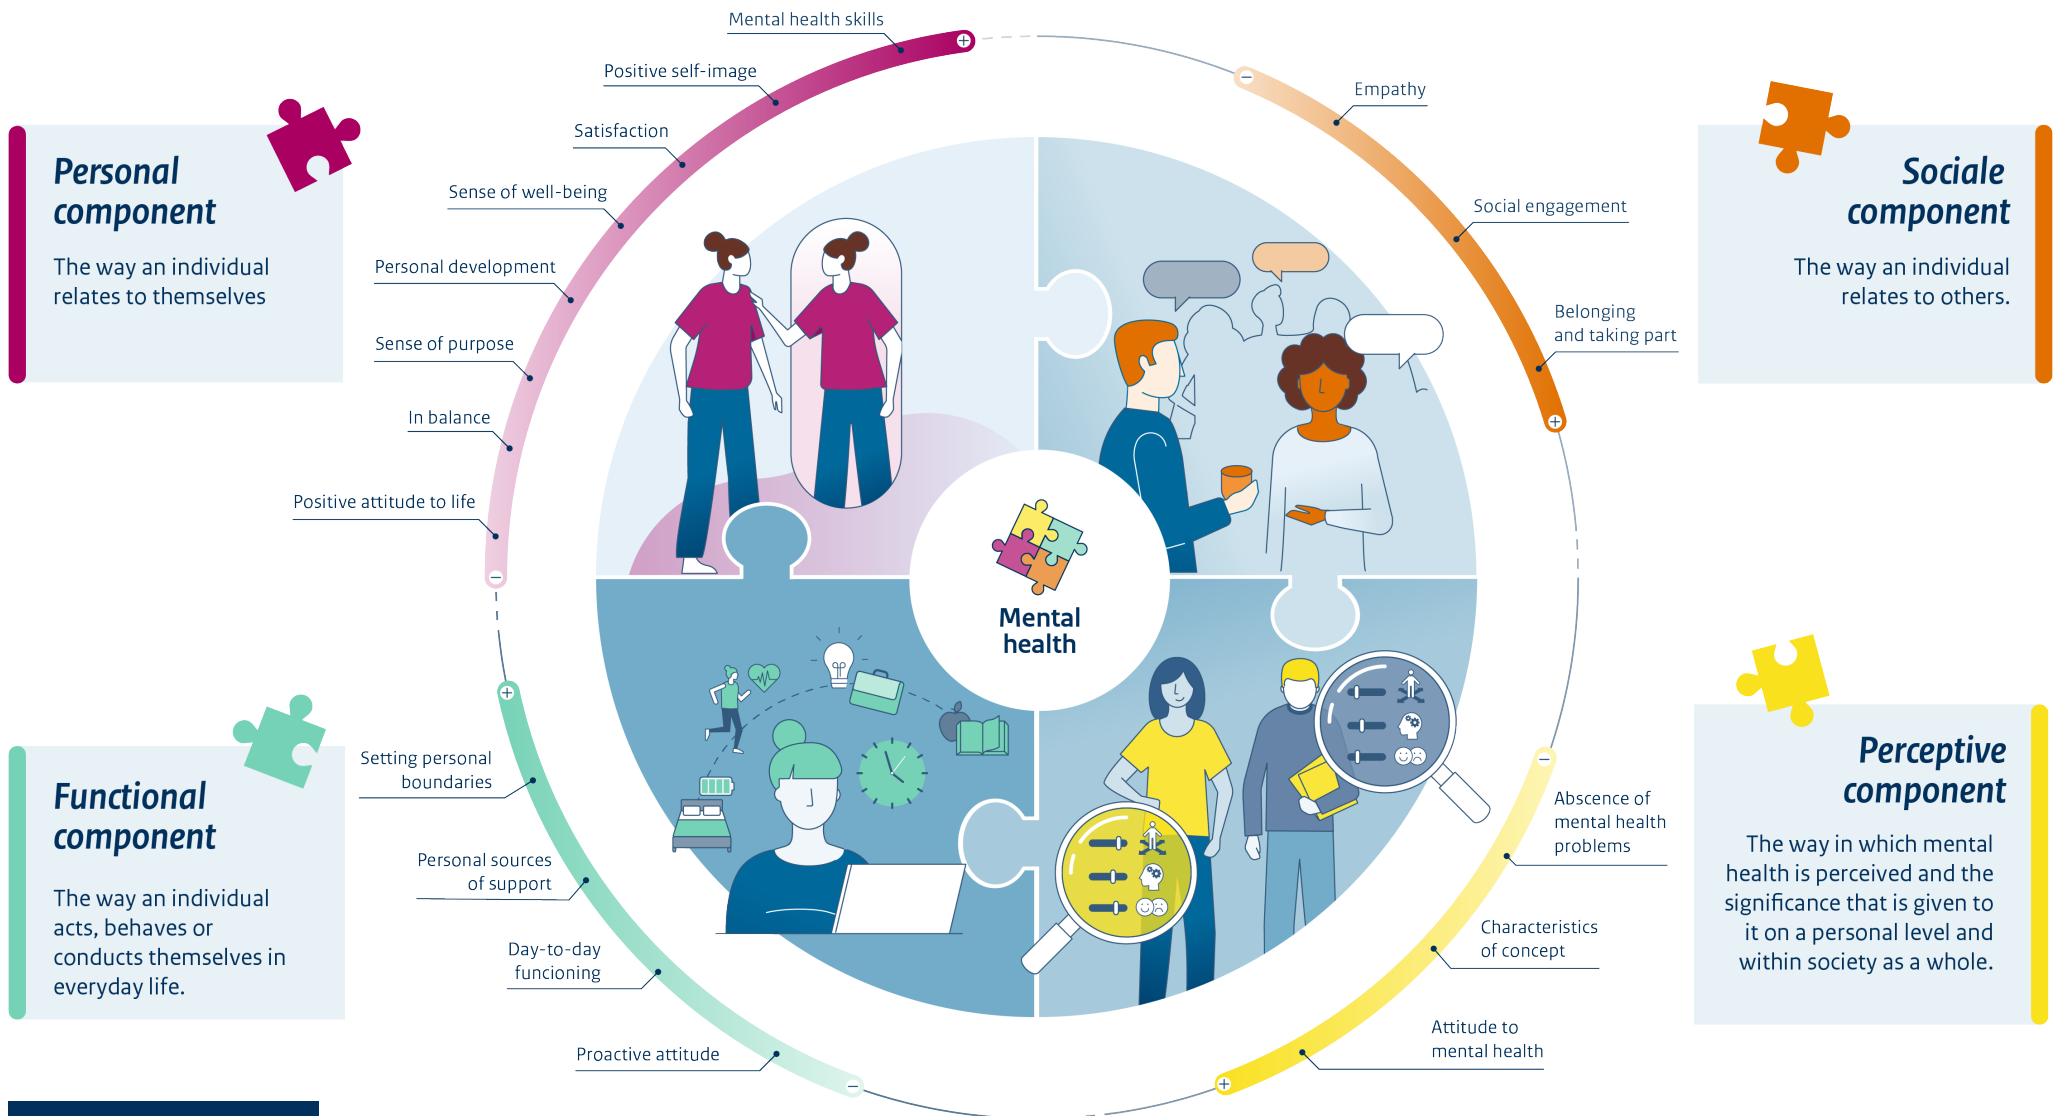 Mental health skills
Positive self-image
Satisfaction
Sense of well-being
Personal development
Sense of purpose
In balance
Positive attitude to life
Personal
component
The way an individual
relates to themselves
Empathy
Social engagement
Belonging
and taking part
Sociale
component
The way an individual
relates to others.
Mental
health
Functional
component
The way an individual
acts, behaves or
conducts themselves in
everyday life.
Setting personal
boundaries
Personal sources
of support
Day-to-day
funcioning
Proactive attitude
Perceptive
component
The way in which mental
health is perceived and the
significance that is given to
it on a personal level and
within society as a whole.
Abscence of
mental health
problems
Characteristics
of concept
Attitude to
mental health